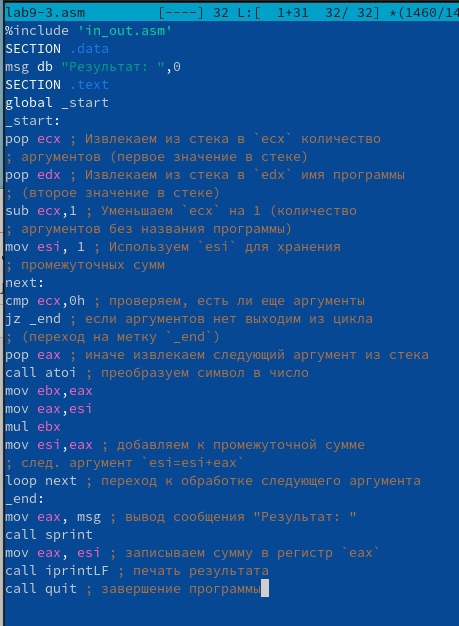 lab9-3.asm [----] 32 L:[ 1+31 32/ 32] *(1460/14
%include 'in_out.asm'
SECTION .data
msg db "Результат: ",0
SECTION .text
global _start
_start:
pop ecx ; Извлекаем из стека в `ecx` количество
; аргументов (первое значение в стеке)
pop edx ; Извлекаем из стека в `edx` имя программы
; (второе значение в стеке)
sub ecx,1 ; Уменьшаем `ecx` на 1 (количество
; аргументов без названия программы)
mov esi, 1 ; Используем `esi` для хранения
; промежуточных сумм
next:
cmp ecx,0h ; проверяем, есть ли еще аргументы
jz _end ; если аргументов нет выходим из цикла
; (переход на метку `_end`)
pop eax ; иначе извлекаем следующий аргумент из стека
call atoi ; преобразуем символ в число
mov ebx,eax
mov eax,esi
mul ebx
mov esi,eax ; добавляем к промежуточной сумме
; след. аргумент `esi=esi+eax`
loop next ; переход к обработке следующего аргумента
_end:
mov eax, msg ; вывод сообщения "Результат: "
call sprint
mov eax, esi ; записываем сумму в регистр `eax`
call iprintLF ; печать результата
call quit ; завершение программы